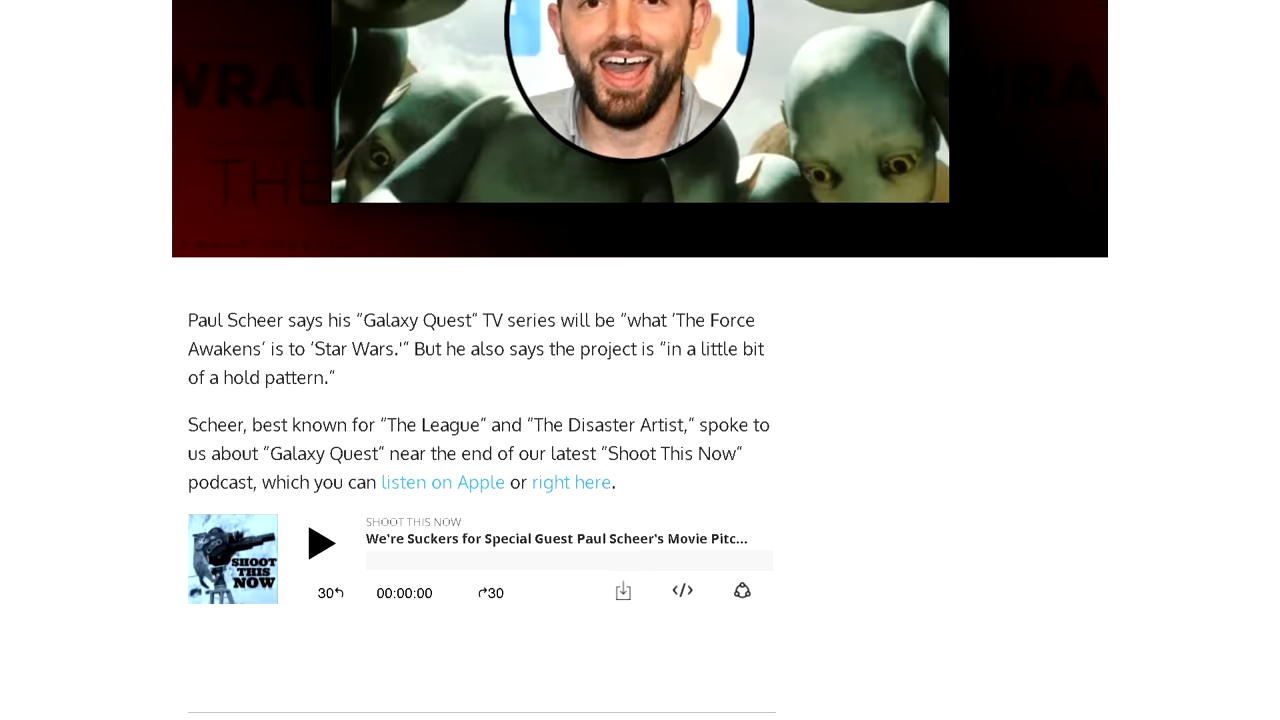 WRAP
THE
Paul Scheer says his “Galaxy Quest” TV series will be “what ‘The Force
Awakens’ is to ‘Star Wars.'” But he also says the project is “in a little bit
of a hold pattern.”
Scheer, best known for “The League” and “The Disaster Artist,” spoke to
us about “Galaxy Quest” near the end of our latest “Shoot This Now”
podcast, which you can listen on Apple or right here.
SHOOT THIS NOW
We're Suckers for Special Guest Paul Scheer's Movie Pitc...
SHOOT
THIS
NOW
30 00:00:00 30